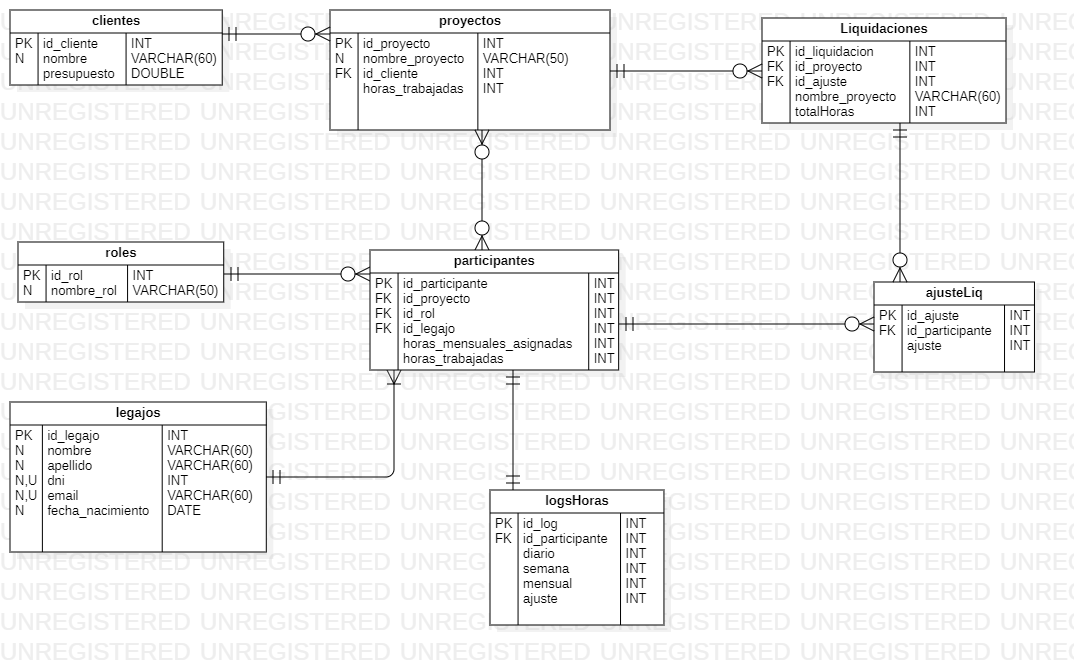 clientes
PK id_cliente INT
N nombre VARCHAR(60)
presupuesto DOUBLE
proyectos
PK id_proyecto INT
N nombre_proyecto VARCHAR(50)
FK id_cliente INT
horas_trabajadas INT
Liquidaciones
PK id_liquidacion INT
FK id_proyecto INT
FK id_ajuste INT
nombre_proyecto VARCHAR(60)
totalHoras INT
roles
PK id_rol INT
N nombre_rol VARCHAR(50)
participantes
PK id_participante INT
FK id_proyecto INT
FK id_rol INT
FK id_legajo INT
horas_mensuales_asignadas INT
horas_trabajadas INT
ajusteLiq
PK id_ajuste INT
FK id_participante INT
ajuste INT
legajos
PK id_legajo INT
N nombre VARCHAR(60)
N apellido VARCHAR(60)
N,U dni INT
N,U email VARCHAR(60)
N fecha_nacimiento DATE
logsHoras
PK id_log INT
FK id_participante INT
diario INT
semana INT
mensual INT
ajuste INT
UNREGISTERED